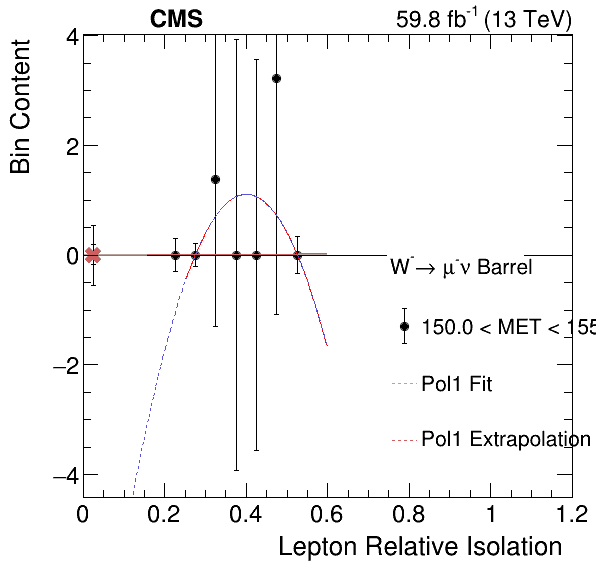 CMS
59.8 fb-1 (13 TeV)
Bin Content
4
2
0
−2
−4
W-→ μ-ν Barrel
150.0 < MET < 155
Pol1 Fit
Pol1 Extrapolation
0 0.2 0.4 0.6 0.8 1 1.2
Lepton Relative Isolation